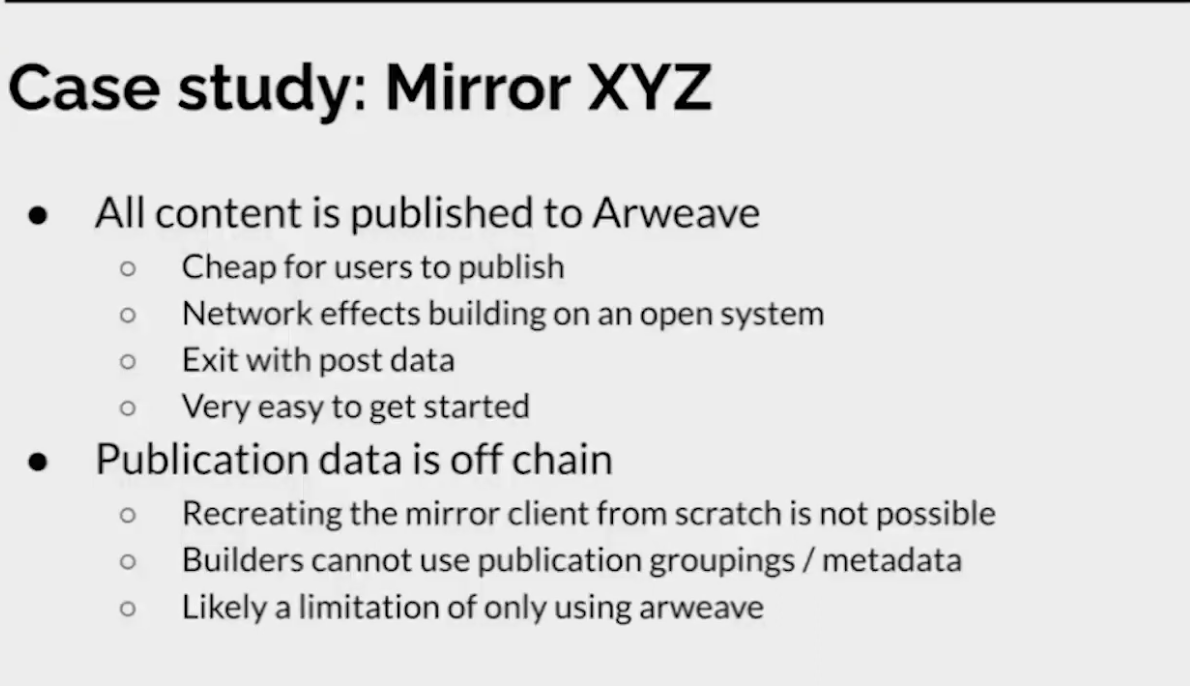 Case study: Mirror XYZ
● All content is published to Arweave
○ Cheap for users to publish
○ Network effects building on an open system
○ Exit with post data
○ Very easy to get started
● Publication data is off chain
○ Recreating the mirror client from scratch is not possible
○ Builders cannot use publication groupings / metadata
○ Likely a limitation of only using arweave